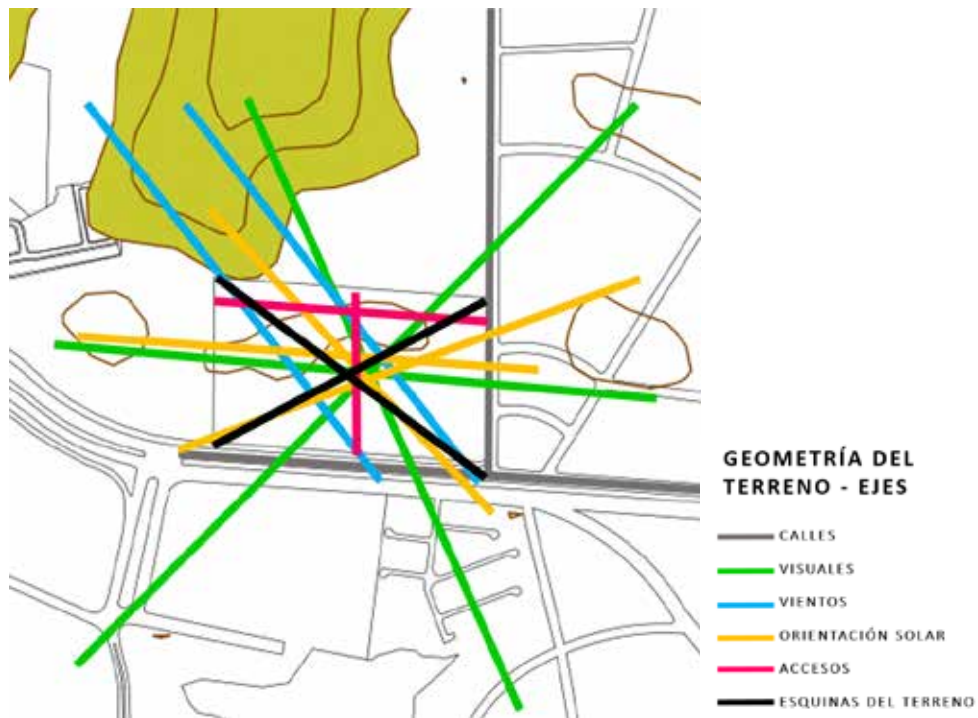 GEOMETRÍA DEL
TERRENO - EJES
CALLES
VISUALES
VIENTOS
ORIENTACIÓN SOLAR
ACCESOS
ESQUINAS DEL TERRENO